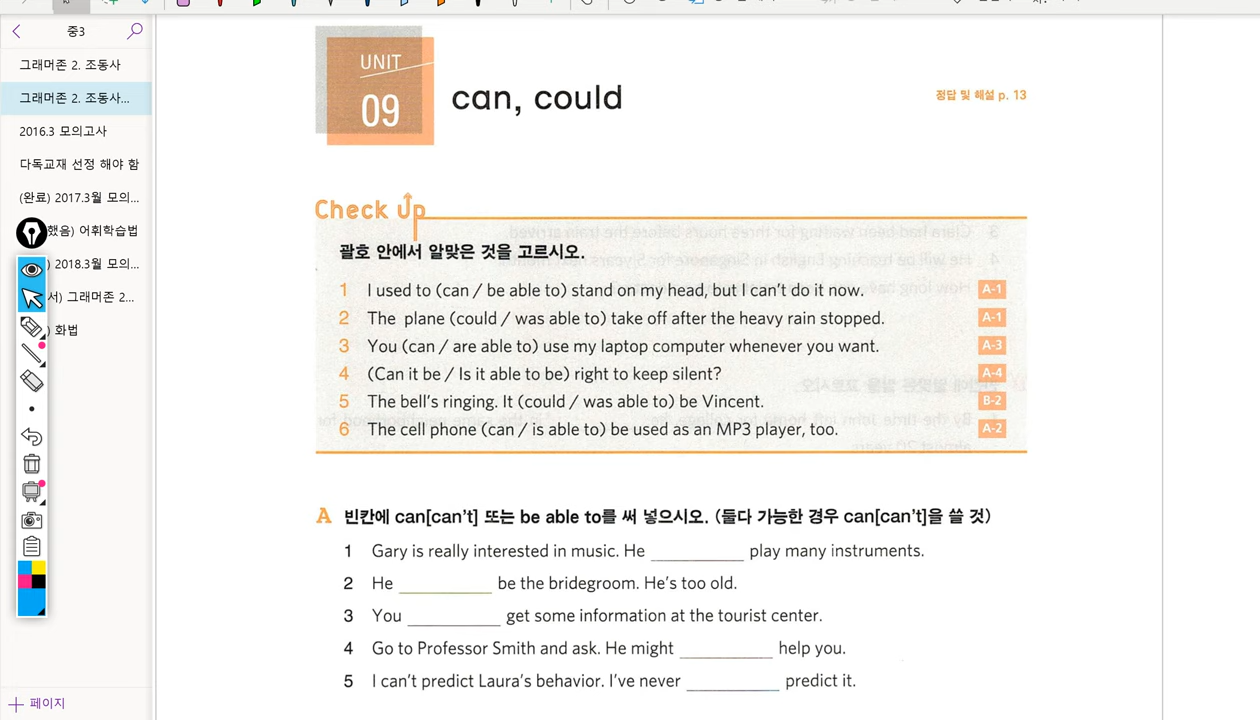 중3
그래머존 2. 조동사
그래머존 2. 조동사...
2016.3 모의고사
다독교재 선정 해야 함
(완료) 2017.3월 모의...
했음) 어휘학습법
) 2018.3월 모의...
서) 그래머존 2...
) 화법
페이지
UNIT
09
can, could
정답 및 해설 p. 13
Check Up
괄호 안에서 알맞은 것을 고르시오.
1 I used to (can / be able to) stand on my head, but I can't do it now. A-1
2 The plane (could / was able to) take off after the heavy rain stopped. A-1
3 You (can / are able to) use my laptop computer whenever you want. A-3
4 (Can it be / Is it able to be) right to keep silent? A-4
5 The bell's ringing. It (could / was able to) be Vincent. B-2
6 The cell phone (can / is able to) be used as an MP3 player, too. A-2
A 빈칸에 can[can't] 또는 be able to를 써 넣으시오. (둘다 가능한 경우 can[can't]을 쓸 것)
1 Gary is really interested in music. He __________ play many instruments.
2 He __________ be the bridegroom. He's too old.
3 You __________ get some information at the tourist center.
4 Go to Professor Smith and ask. He might __________ help you.
5 I can't predict Laura's behavior. I've never __________ predict it.